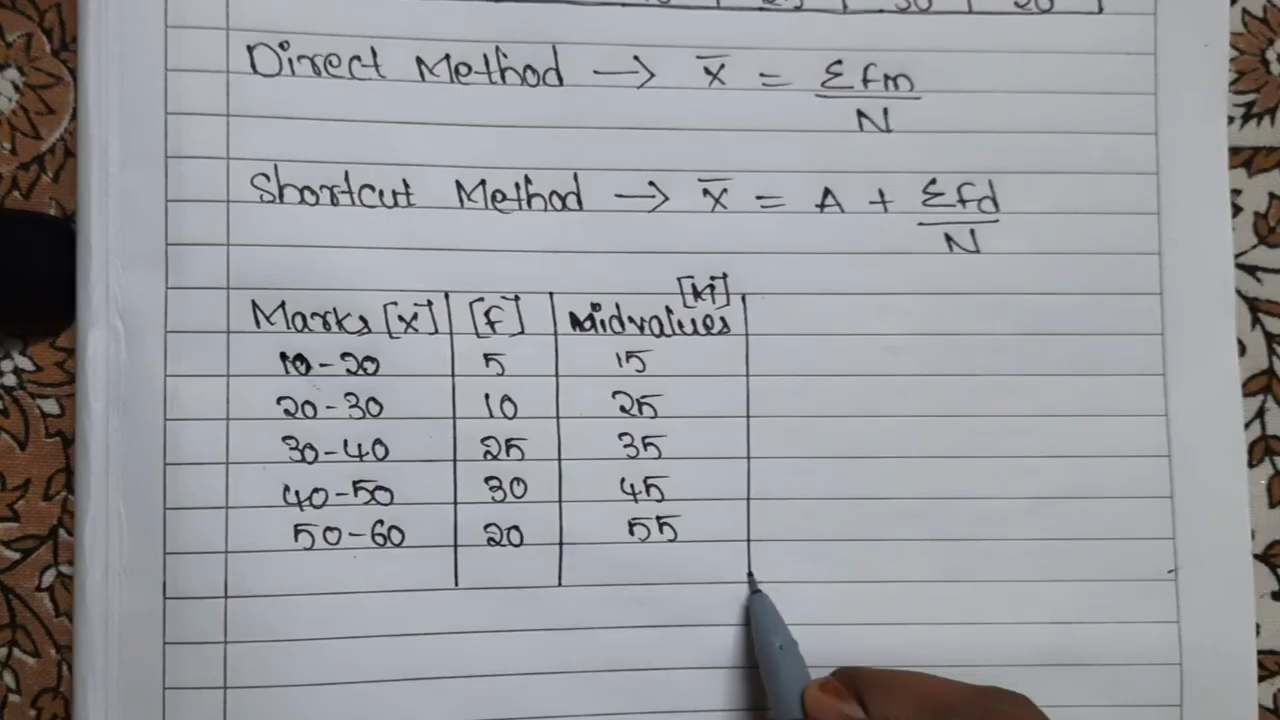 Direct Method → x̄ = Σfm / N
Shortcut Method → x̄ = A + Σfd / N
Marks [x] [f] Midvalues [M]
10-20 5 15
20-30 10 25
30-40 25 35
40-50 30 45
50-60 20 55